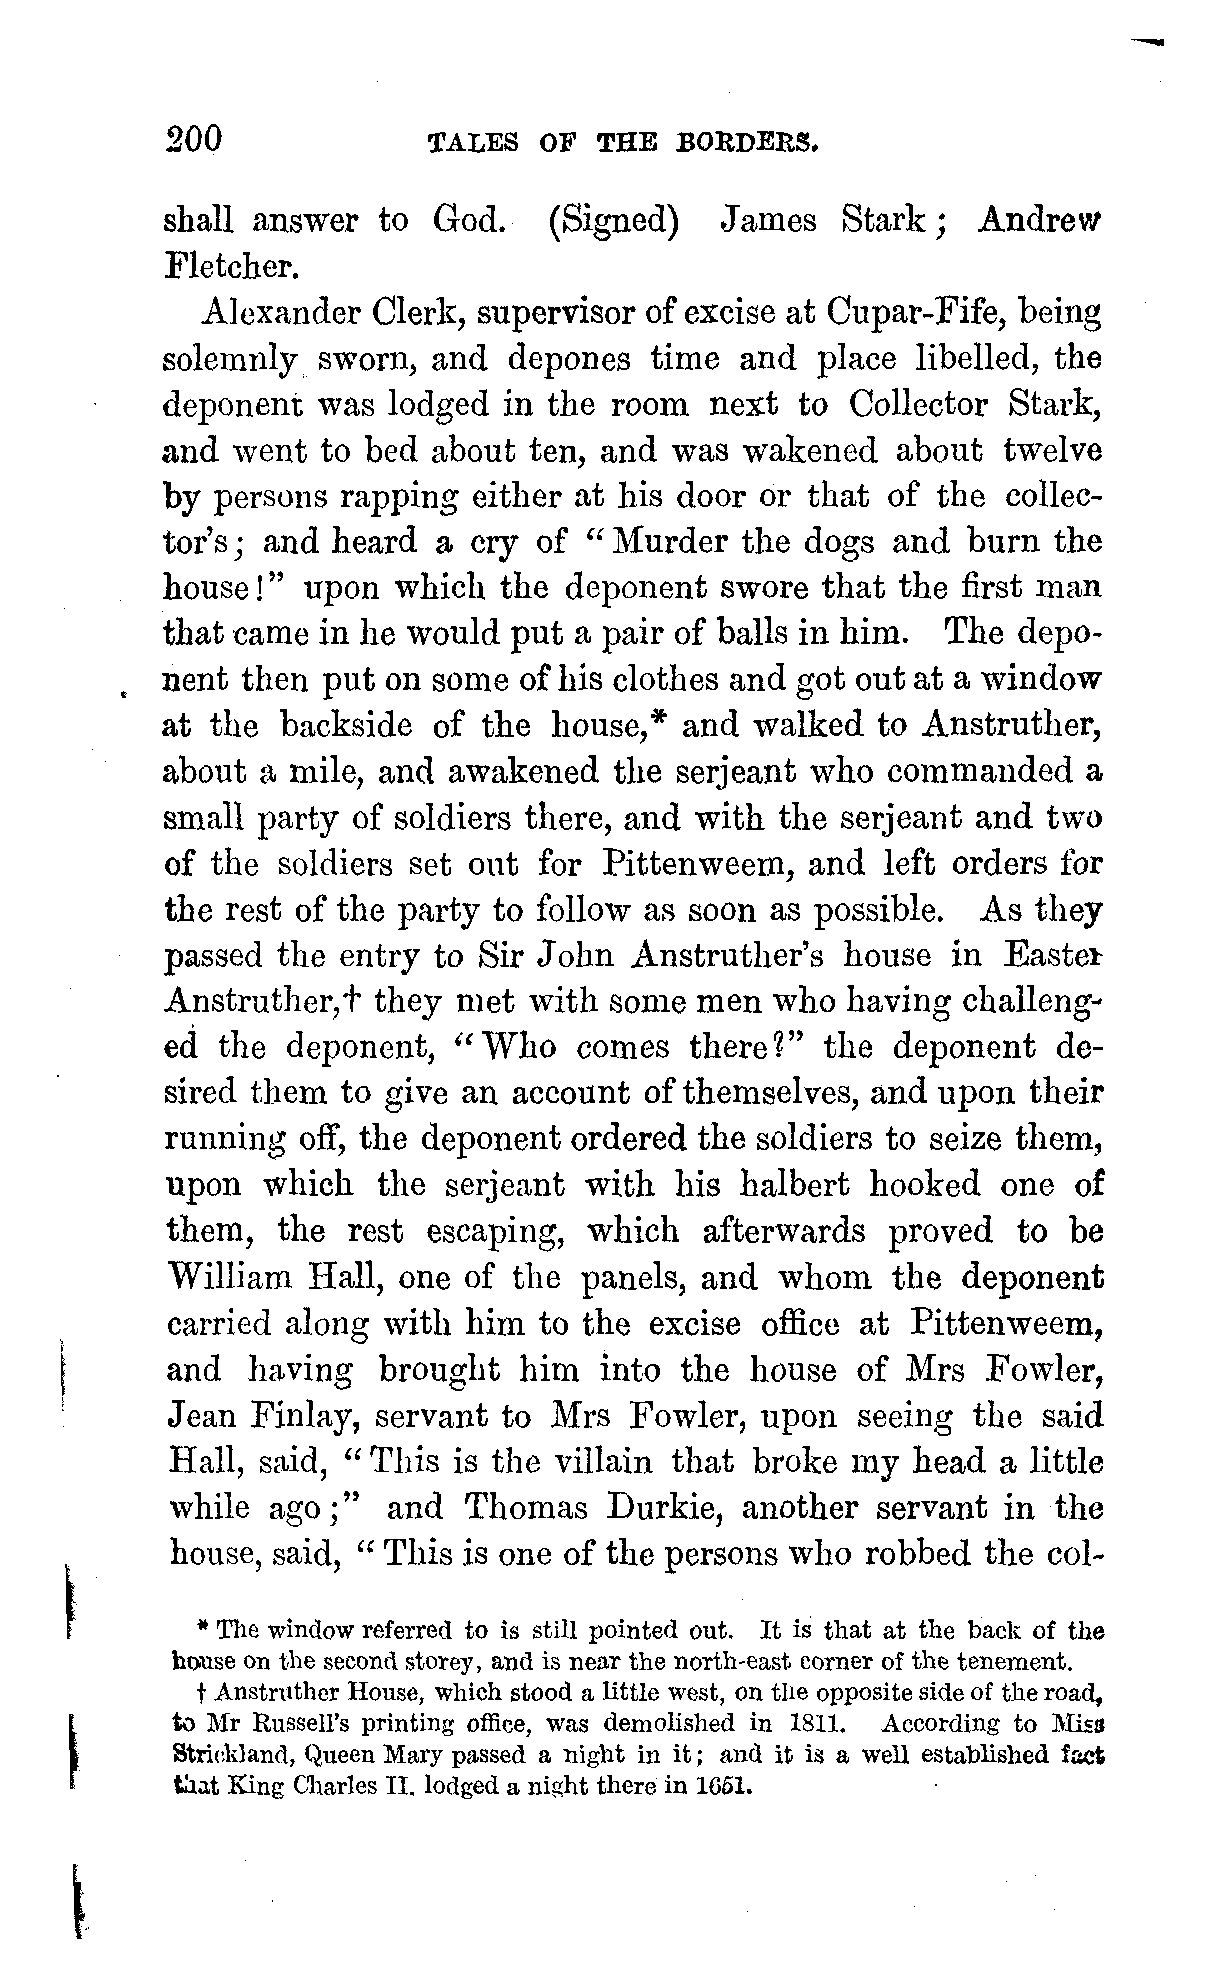 200 TALES OF THE BORDERS.
shall answer to God. (Signed) James Stark ; Andrew
Fletcher.
Alexander Clerk, supervisor of excise at Cupar-Fife, being
solemnly sworn, and depones time and place libelled, the
deponent was lodged in the room next to Collector Stark,
and went to bed about ten, and was wakened about twelve
by persons rapping either at his door or that of the collec-
tor's; and heard a cry of " Murder the dogs and burn the
house !" upon which the deponent swore that the first man
that came in he would put a pair of balls in him. The depo-
nent then put on some of his clothes and got out at a window
at the backside of the house,* and walked to Anstruther,
about a mile, and awakened the serjeant who commanded a
small party of soldiers there, and with the serjeant and two
of the soldiers set out for Pittenweem, and left orders for
the rest of the party to follow as soon as possible. As they
passed the entry to Sir John Anstruther's house in Easter
Anstruther,† they met with some men who having challeng-
ed the deponent, " Who comes there?" the deponent de-
sired them to give an account of themselves, and upon their
running off, the deponent ordered the soldiers to seize them,
upon which the serjeant with his halbert hooked one of
them, the rest escaping, which afterwards proved to be
William Hall, one of the panels, and whom the deponent
carried along with him to the excise office at Pittenweem,
and having brought him into the house of Mrs Fowler,
Jean Finlay, servant to Mrs Fowler, upon seeing the said
Hall, said, " This is the villain that broke my head a little
while ago ;" and Thomas Durkie, another servant in the
house, said, " This is one of the persons who robbed the col-
* The window referred to is still pointed out. It is that at the back of the
house on the second storey, and is near the north-east corner of the tenement.
† Anstruther House, which stood a little west, on the opposite side of the road,
to Mr Russell's printing office, was demolished in 1811. According to Miss
Strickland, Queen Mary passed a night in it; and it is a well established fact
that King Charles II. lodged a night there in 1651.